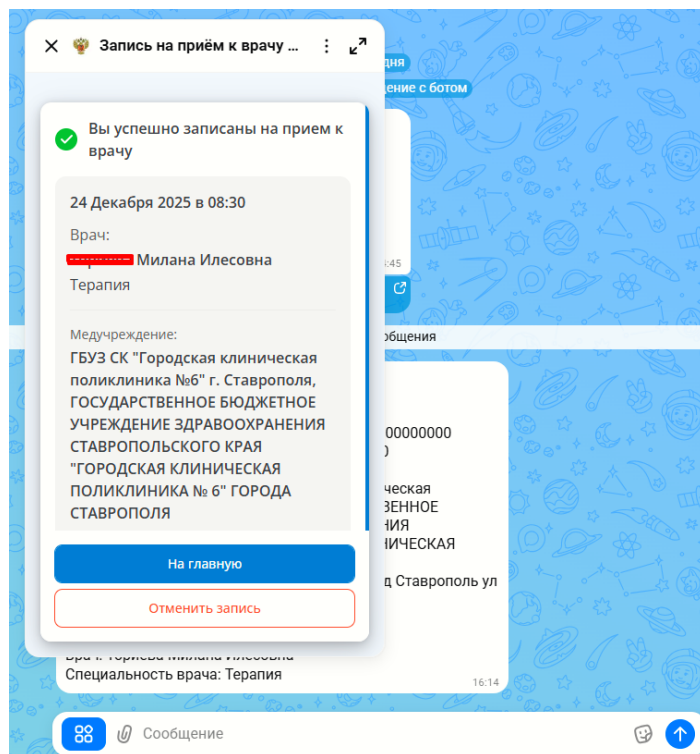 Запись на приём к врачу ...
дня
цение с ботом
Вы успешно записаны на прием к
врачу
24 Декабря 2025 в 08:30
Врач:
Милана Илесовна
Терапия
:45
Медучреждение:
общения
ГБУЗ СК "Городская клиническая
поликлиника №6" г. Ставрополя,
ГОСУДАРСТВЕННОЕ БЮДЖЕТНОЕ
УЧРЕЖДЕНИЕ ЗДРАВООХРАНЕНИЯ
СТАВРОПОЛЬСКОГО КРАЯ
"ГОРОДСКАЯ КЛИНИЧЕСКАЯ
ПОЛИКЛИНИКА № 6" ГОРОДА
СТАВРОПОЛЯ
00000000
ческая
ВЕННОЕ
НИЯ
НИЧЕСКАЯ
д Ставрополь ул
На главную
Отменить запись
Специальность врача: Терапия
16:14
Сообщение